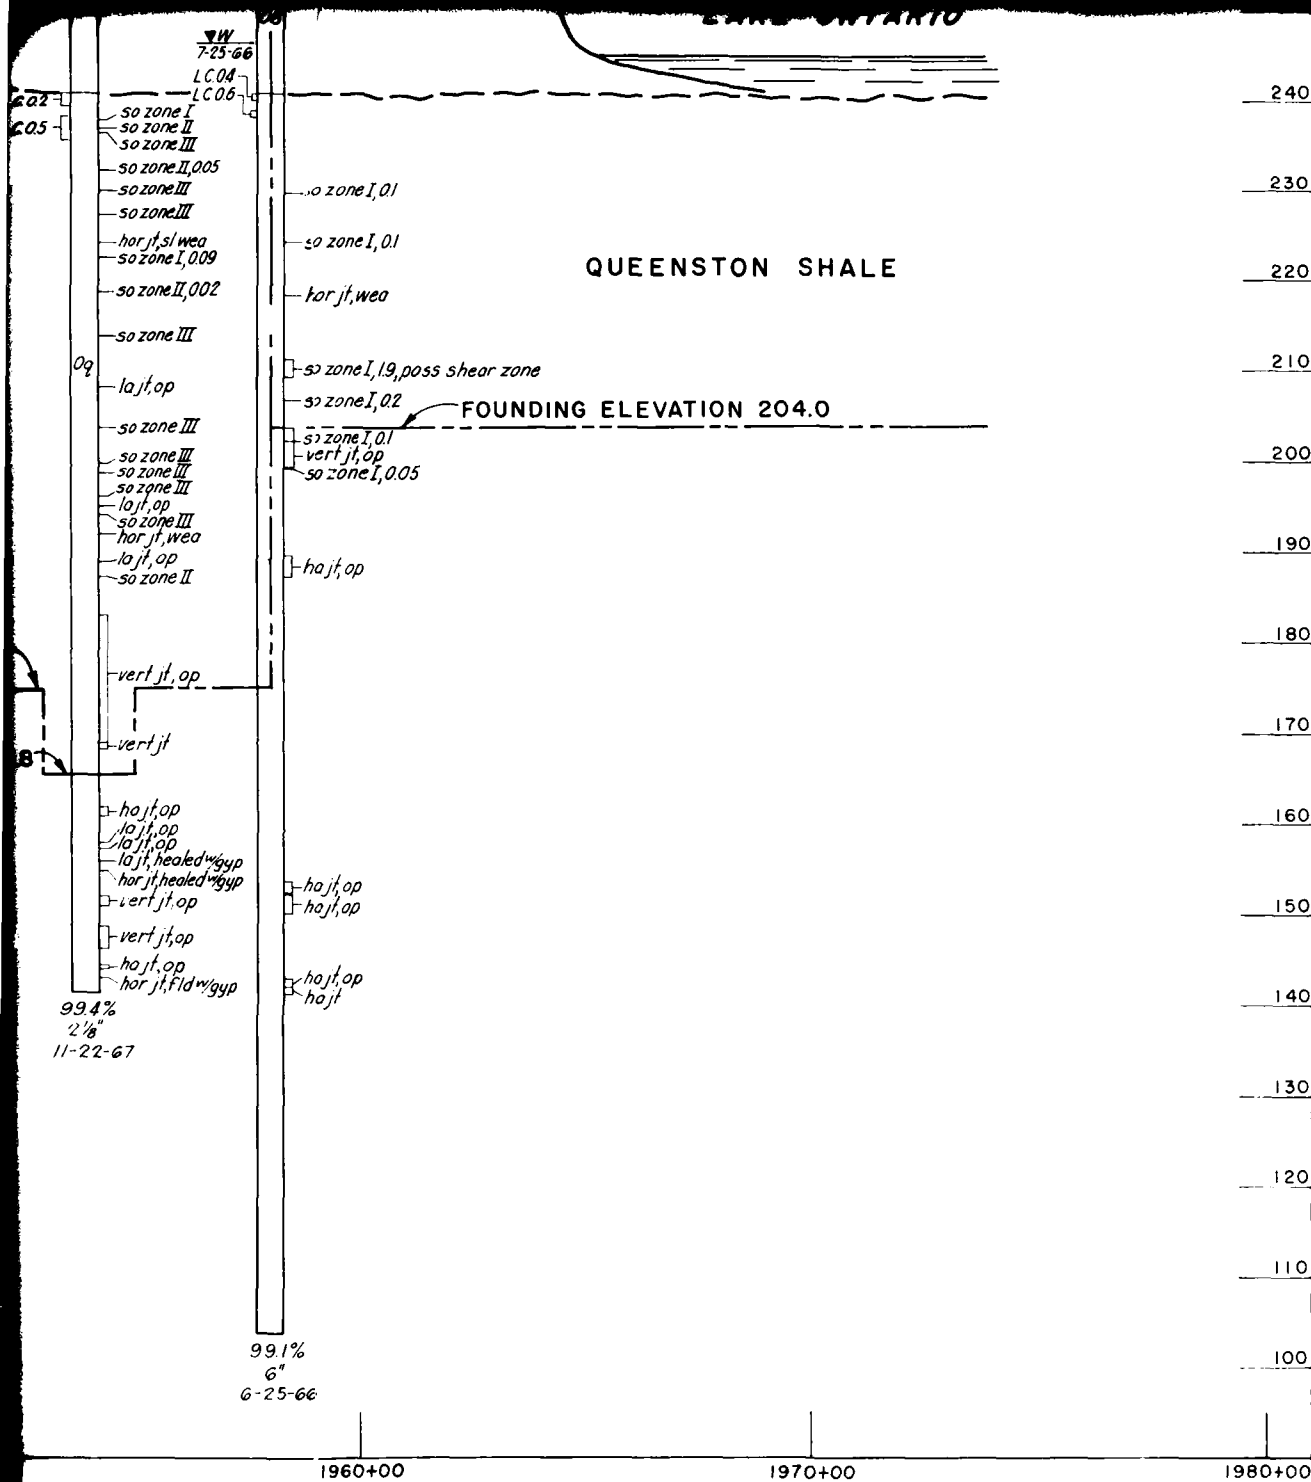 LAKE ONTARIO
W
7-25-66
LC 0.4
LC 0.6
C 0.2
C 0.5
so zone I
so zone II
so zone III
so zone II, 0.05
so zone III
so zone III
hor jt, sl wea
so zone I, 0.09
so zone II, 0.02
so zone III
Oq
la jt, op
so zone III
so zone III
so zone III
so zone III
la jt, op
so zone III
hor jt, wea
la jt, op
so zone II
vert jt, op
vert jt
8
ha jt, op
la jt, op
la jt, op
la jt, healed w/gyp
hor jt, healed w/gyp
vert jt, op
vert jt, op
ha jt, op
hor jt, fld w/gyp
99.4%
2 1/8"
11-22-67
so zone I, 0.1
so zone I, 0.1
hor jt, wea
so zone I, 1.9, poss shear zone
so zone I, 0.2
so zone I, 0.1
vert jt, op
so zone I, 0.05
ha jt, op
ha jt, op
ha jt, op
ha jt, op
ha jt
99.1%
6"
6-25-66
QUEENSTON SHALE
FOUNDING ELEVATION 204.0
240
230
220
210
200
190
180
170
160
150
140
130
120
110
100
1960+00
1970+00
1980+00